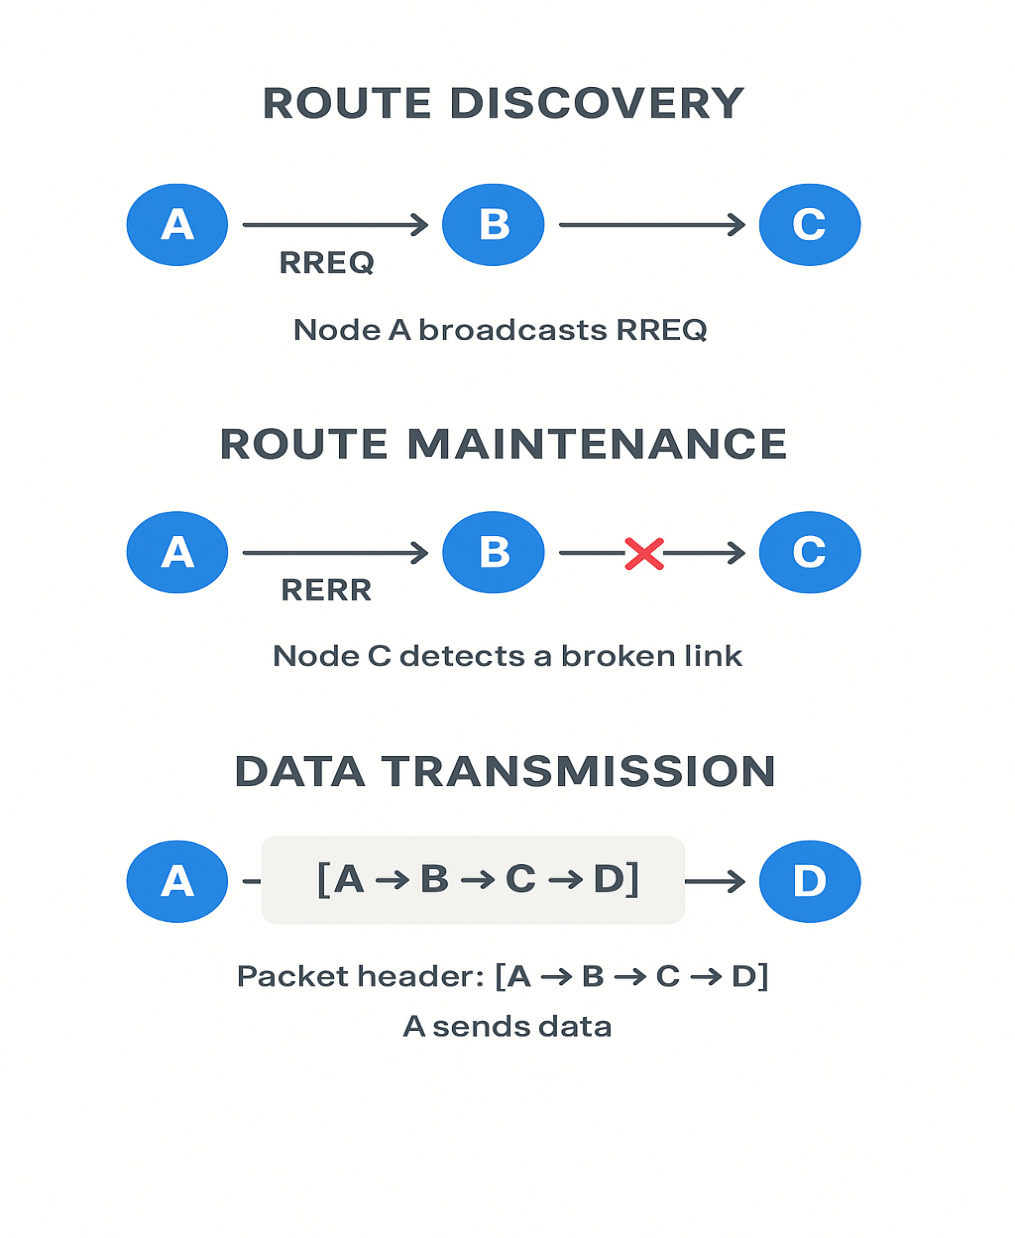 ROUTE DISCOVERY
A → B → C
RREQ
Node A broadcasts RREQ
ROUTE MAINTENANCE
A → B → C
RERR
Node C detects a broken link
DATA TRANSMISSION
A [A → B → C → D] → D
Packet header: [A → B → C → D]
A sends data